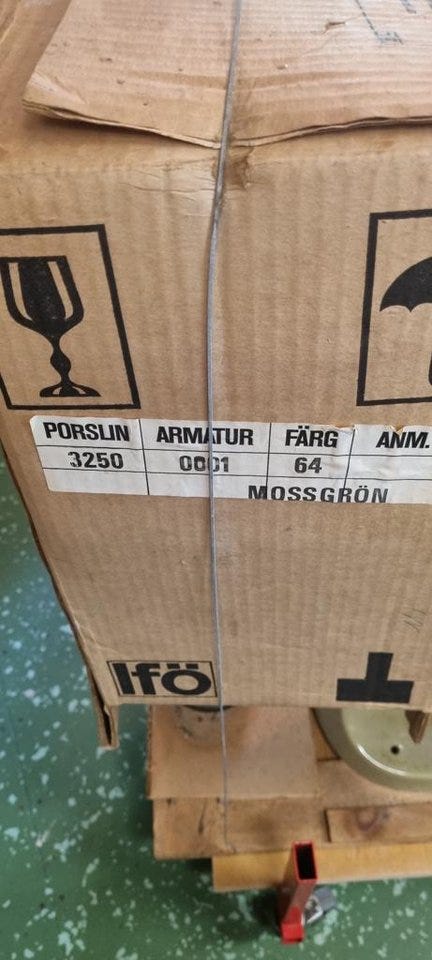 PORSLIN ARMATUR FÄRG ANM.
3250 0001 64
MOSSGRÖN
Ifö